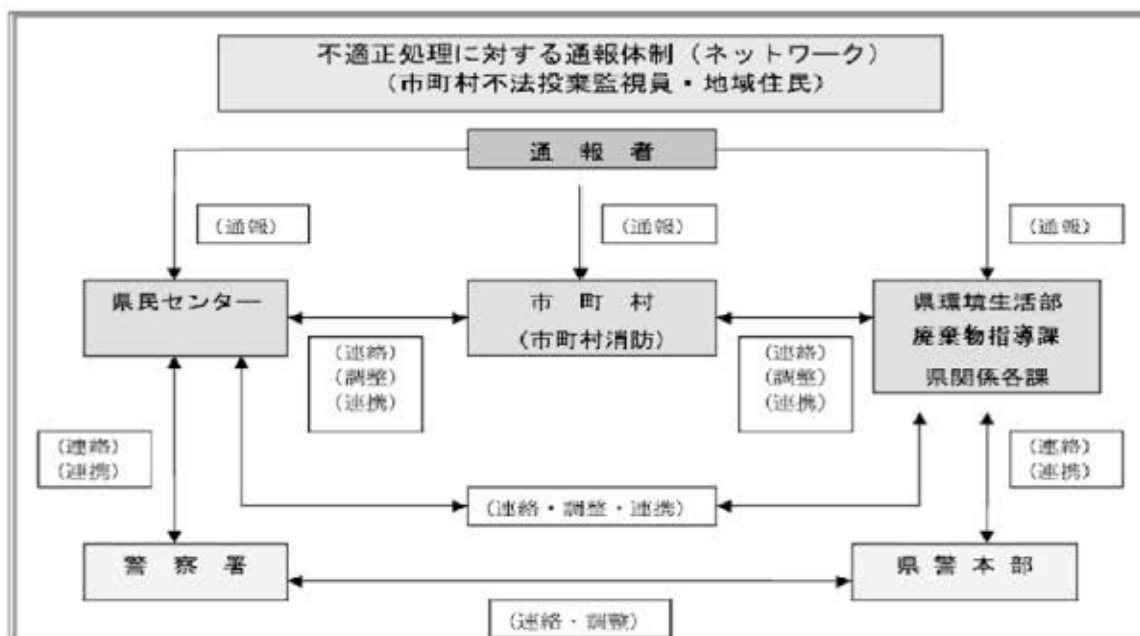 不適正処理に対する通報体制（ネットワーク）
（市町村不法投棄監視員・地域住民）
通 報 者
（通報）
（通報）
（通報）
県民センター
市 町 村
（市町村消防）
県環境生活部
廃棄物指導課
県関係各課
（連絡）
（調整）
（連携）
（連絡）
（調整）
（連携）
（連絡）
（連携）
（連絡）
（連携）
（連絡・調整・連携）
警 察 署
県 警 本 部
（連絡・調整）